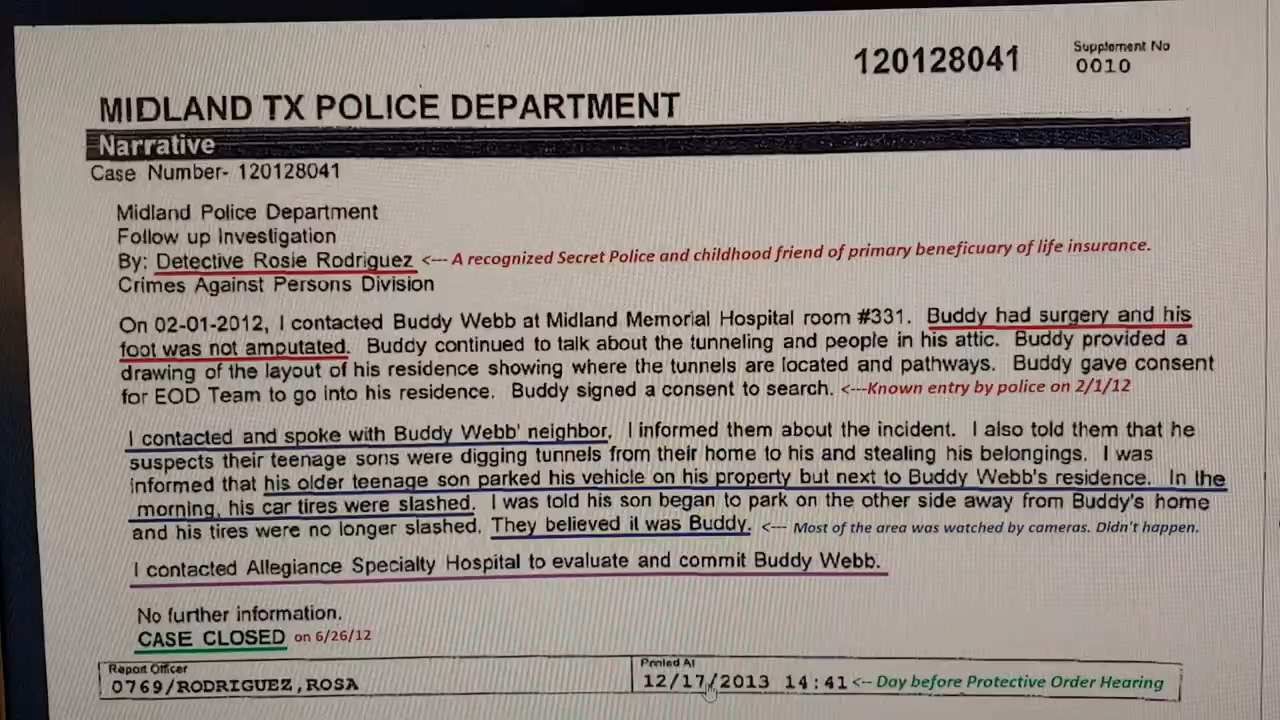 120128041
Supplement No
0010
MIDLAND TX POLICE DEPARTMENT
Narrative
Case Number- 120128041
Midland Police Department
Follow up Investigation
By: Detective Rosie Rodriguez <--- A recognized Secret Police and childhood friend of primary beneficuary of life insurance.
Crimes Against Persons Division
On 02-01-2012, I contacted Buddy Webb at Midland Memorial Hospital room #331. Buddy had surgery and his
foot was not amputated. Buddy continued to talk about the tunneling and people in his attic. Buddy provided a
drawing of the layout of his residence showing where the tunnels are located and pathways. Buddy gave consent
for EOD Team to go into his residence. Buddy signed a consent to search. <---Known entry by police on 2/1/12
I contacted and spoke with Buddy Webb' neighbor. I informed them about the incident. I also told them that he
suspects their teenage sons were digging tunnels from their home to his and stealing his belongings. I was
informed that his older teenage son parked his vehicle on his property but next to Buddy Webb's residence. In the
morning, his car tires were slashed. I was told his son began to park on the other side away from Buddy's home
and his tires were no longer slashed. They believed it was Buddy. <--- Most of the area was watched by cameras. Didn't happen.
I contacted Allegiance Specialty Hospital to evaluate and commit Buddy Webb.
No further information.
CASE CLOSED on 6/26/12
Report Officer
0769/RODRIGUEZ,ROSA
Printed At
12/17/2013 14:41 <-- Day before Protective Order Hearing